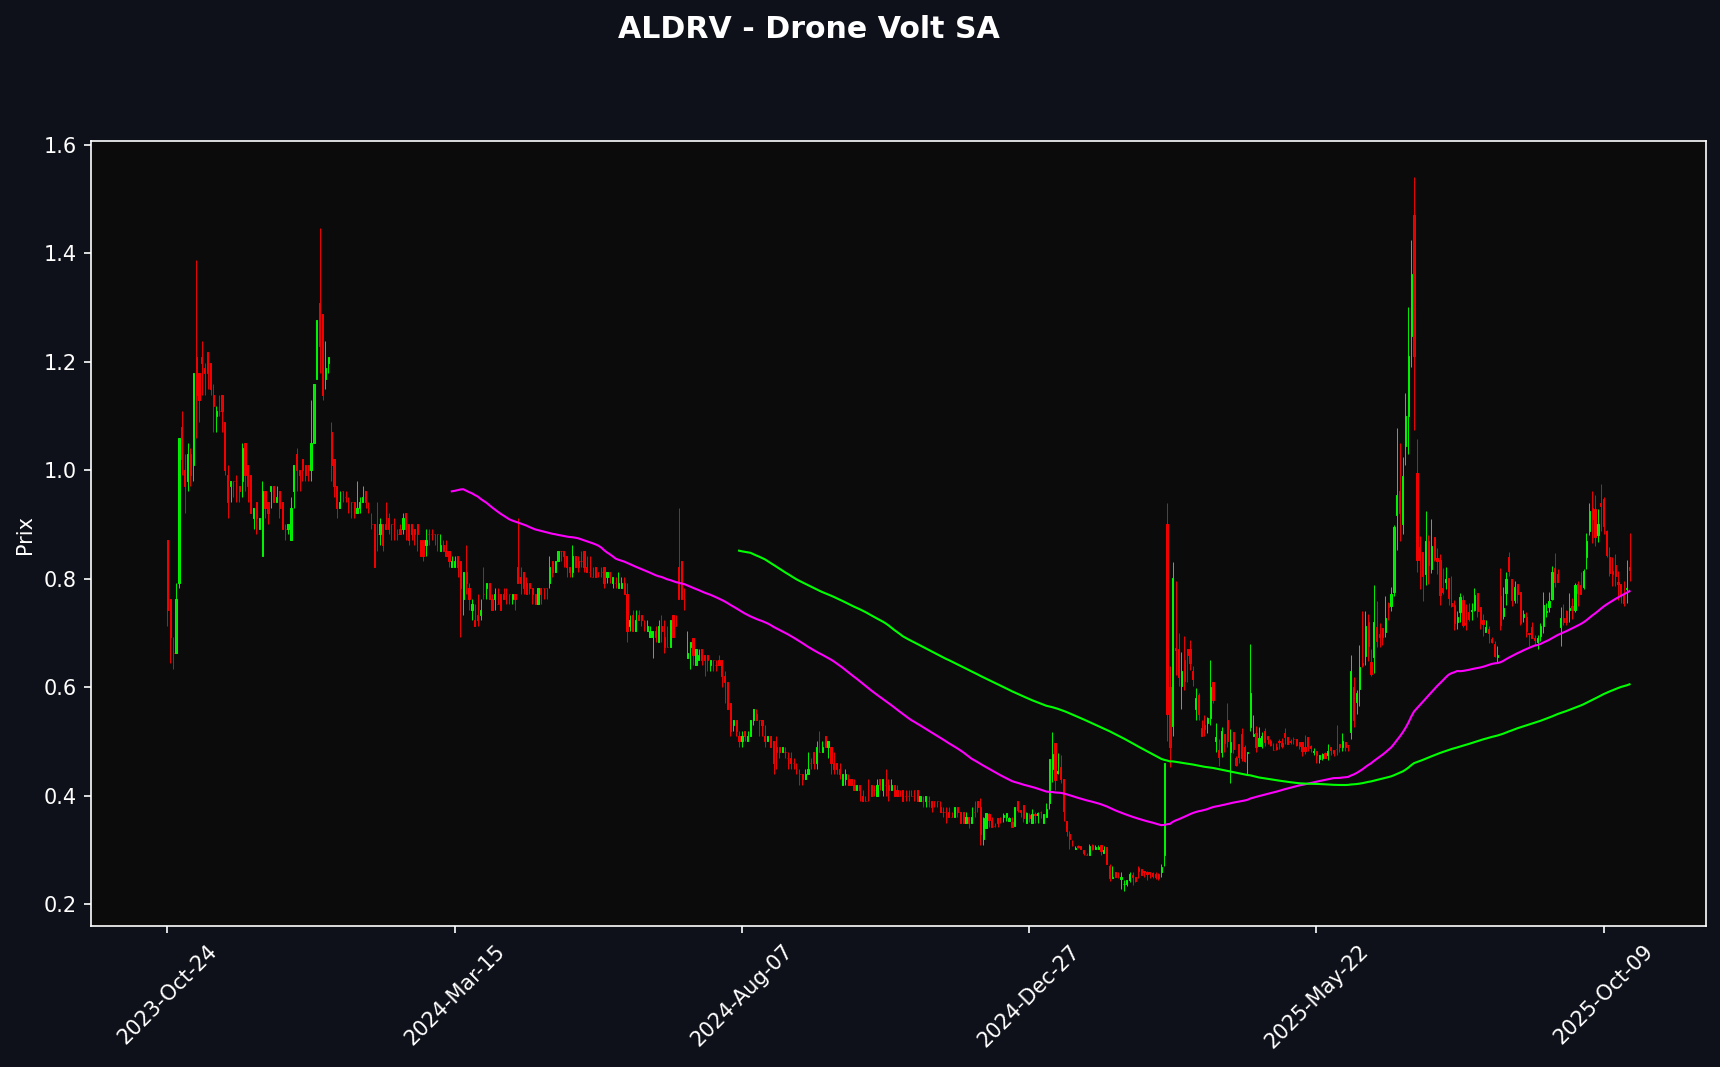 ALDRV - Drone Volt SA
Prix
1.6
1.4
1.2
1.0
0.8
0.6
0.4
0.2
2023-Oct-24
2024-Mar-15
2024-Aug-07
2024-Dec-27
2025-May-22
2025-Oct-09